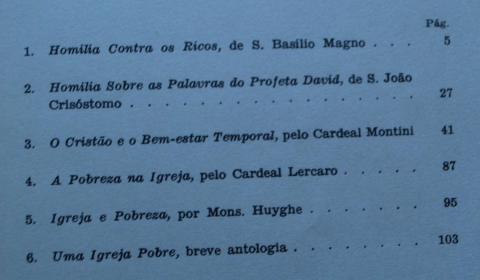 Pág.
1. Homilia Contra os Ricos, de S. Basílio Magno . . . 5
2. Homilia Sobre as Palavras do Profeta David, de S. João
Crisóstomo . . . . . . . . . . . . . . . . 27
3. O Cristão e o Bem-estar Temporal, pelo Cardeal Montini 41
4. A Pobreza na Igreja, pelo Cardeal Lercaro . . . . . 87
5. Igreja e Pobreza, por Mons. Huyghe . . . . . . . 95
6. Uma Igreja Pobre, breve antologia . . . . . . . . 103